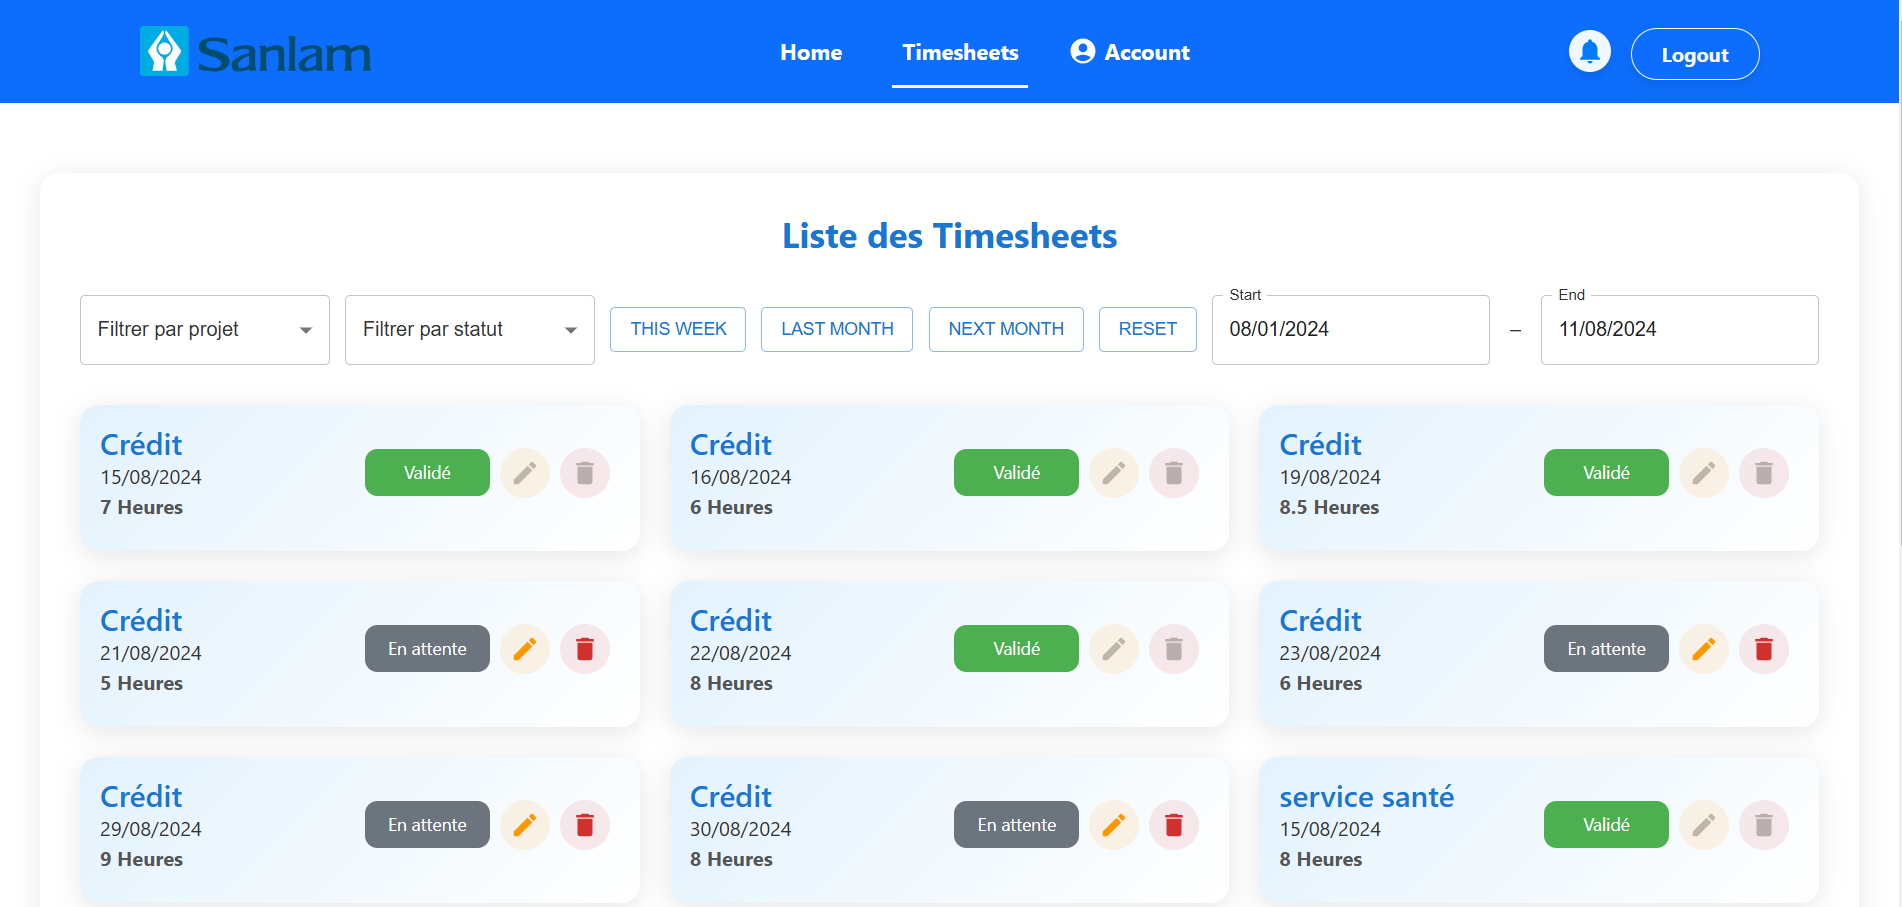 Sanlam
Home
Timesheets
Account
Logout
Liste des Timesheets
Filtrer par projet
Filtrer par statut
THIS WEEK
LAST MONTH
NEXT MONTH
RESET
Start
08/01/2024
–
End
11/08/2024
Crédit
15/08/2024
7 Heures
Validé
Crédit
16/08/2024
6 Heures
Validé
Crédit
19/08/2024
8.5 Heures
Validé
Crédit
21/08/2024
5 Heures
En attente
Crédit
22/08/2024
8 Heures
Validé
Crédit
23/08/2024
6 Heures
En attente
Crédit
29/08/2024
9 Heures
En attente
Crédit
30/08/2024
8 Heures
En attente
service santé
15/08/2024
8 Heures
Validé